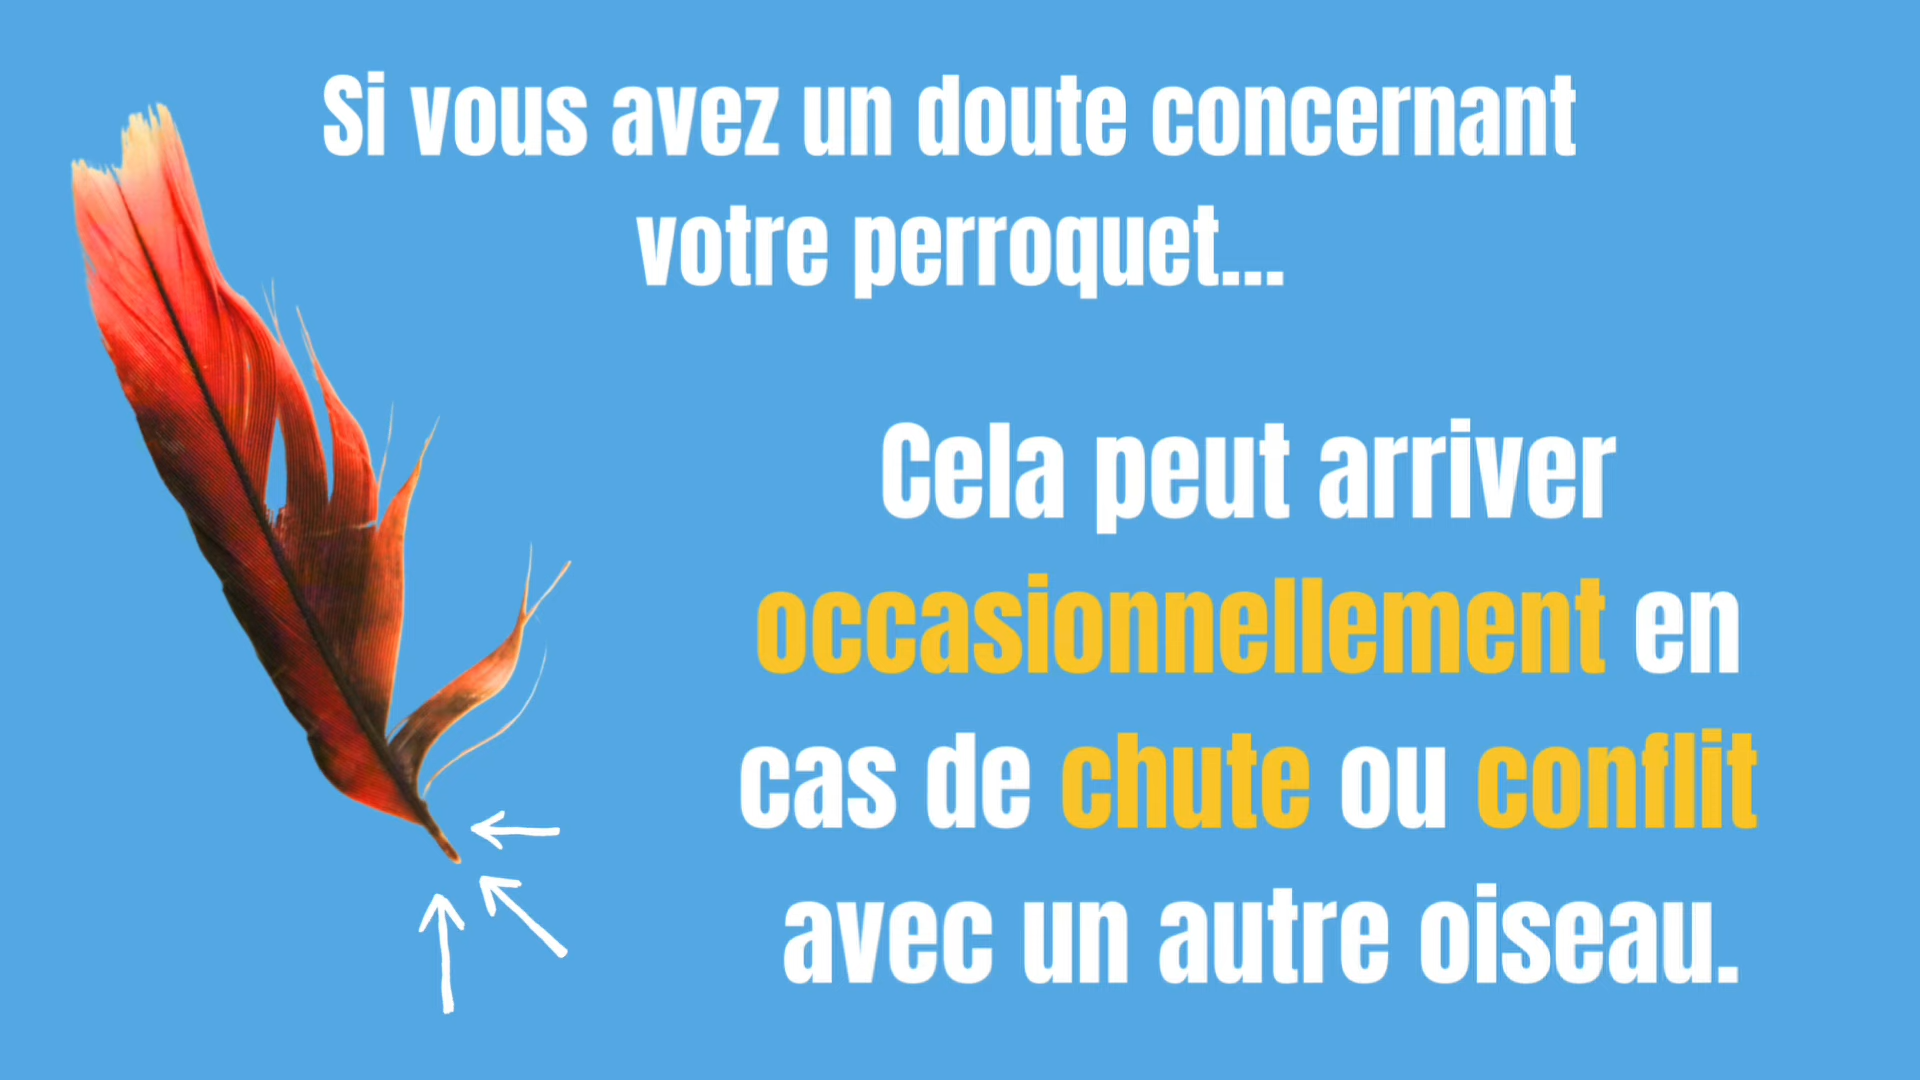 Si vous avez un doute concernant
votre perroquet...
Cela peut arriver
occasionnellement en
cas de chute ou conflit
avec un autre oiseau.